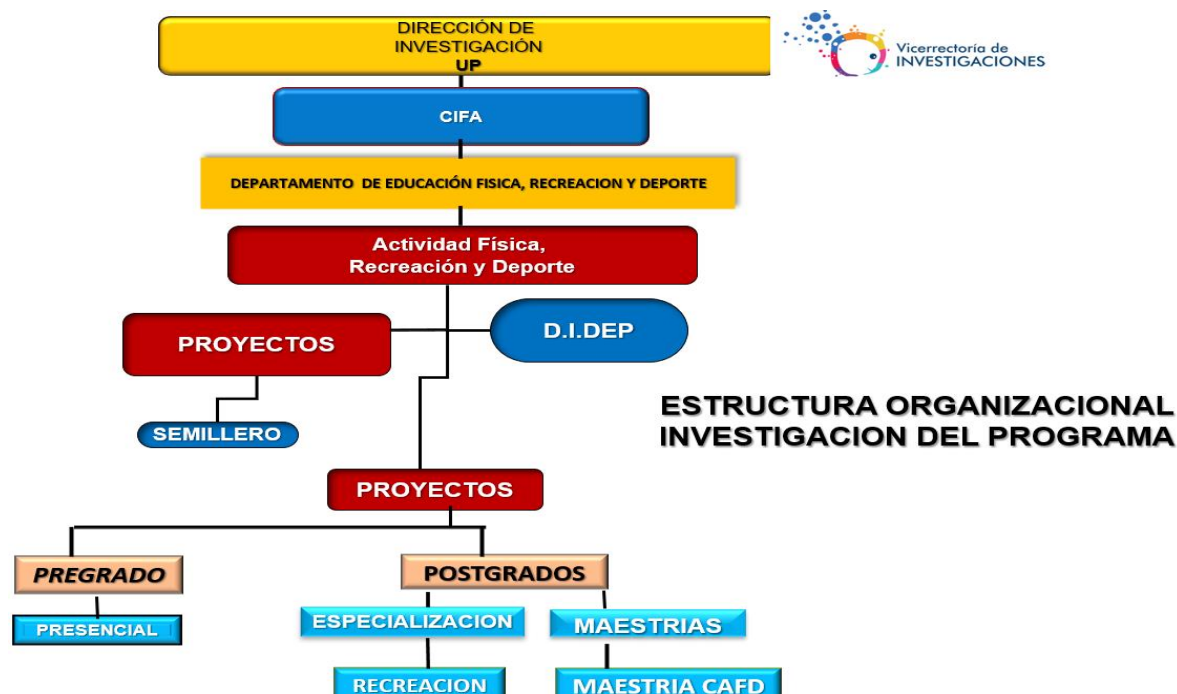 DIRECCIÓN DE
INVESTIGACIÓN
UP
Vicerrectoría de
INVESTIGACIONES
CIFA
DEPARTAMENTO DE EDUCACIÓN FISICA, RECREACION Y DEPORTE
Actividad Física,
Recreación y Deporte
PROYECTOS
D.I.DEP
SEMILLERO
ESTRUCTURA ORGANIZACIONAL
INVESTIGACION DEL PROGRAMA
PROYECTOS
PREGRADO
POSTGRADOS
PRESENCIAL
ESPECIALIZACION
MAESTRIAS
RECREACION
MAESTRIA CAFD